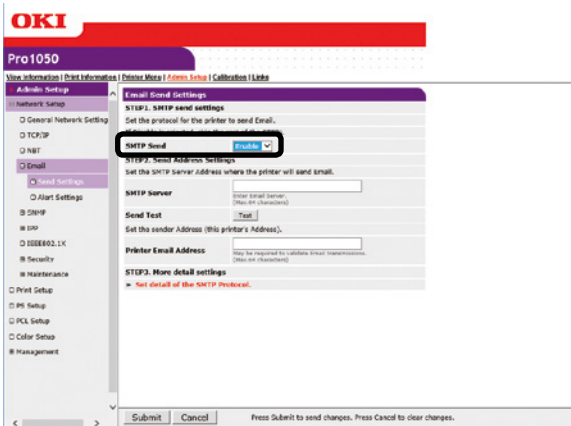 OKI
Pro1050
View Information | Print Information | Printer Menu | Admin Setup | Calibration | Links
Admin Setup
Network Setup
General Network Setting
TCP/IP
NBT
Email
Send Settings
Alert Settings
SNMP
IPP
IEEE802.1X
Security
Maintenance
Print Setup
PS Setup
PCL Setup
Color Setup
Management
Email Send Settings
STEP1. SMTP send settings
Set the protocol for the printer to send Email.
SMTP Send
Enable
STEP2. Send Address Settings
Set the SMTP Server Address where the printer will send Email.
SMTP Server
Enter Email Server.
(Max.64 characters)
Send Test
Test
Set the sender Address (this printer's Address).
Printer Email Address
May be required to validate Email transmissions.
(Max.64 characters)
STEP3. More detail settings
Set detail of the SMTP Protocol.
Submit
Cancel
Press Submit to send changes. Press Cancel to clear changes.